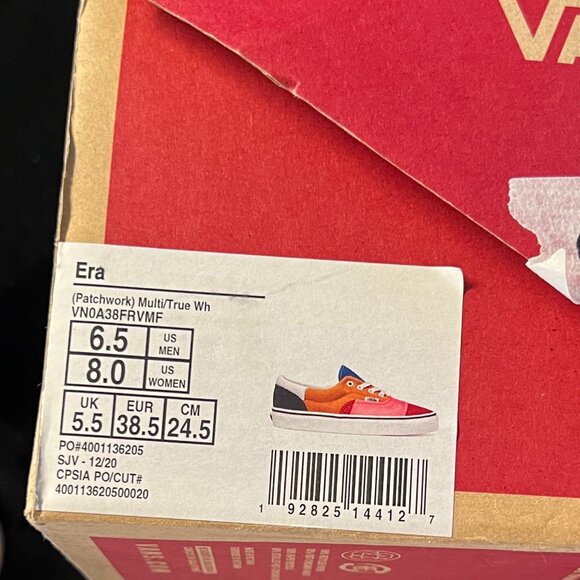 VA
Era
(Patchwork) Multi/True Wh
VN0A38FRVMF
6.5 US MEN
8.0 US WOMEN
UK EUR CM
5.5 38.5 24.5
PO#4001136205
SJV - 12/20
CPSIA PO/CUT#
400113620500020
1 92825 14412 7